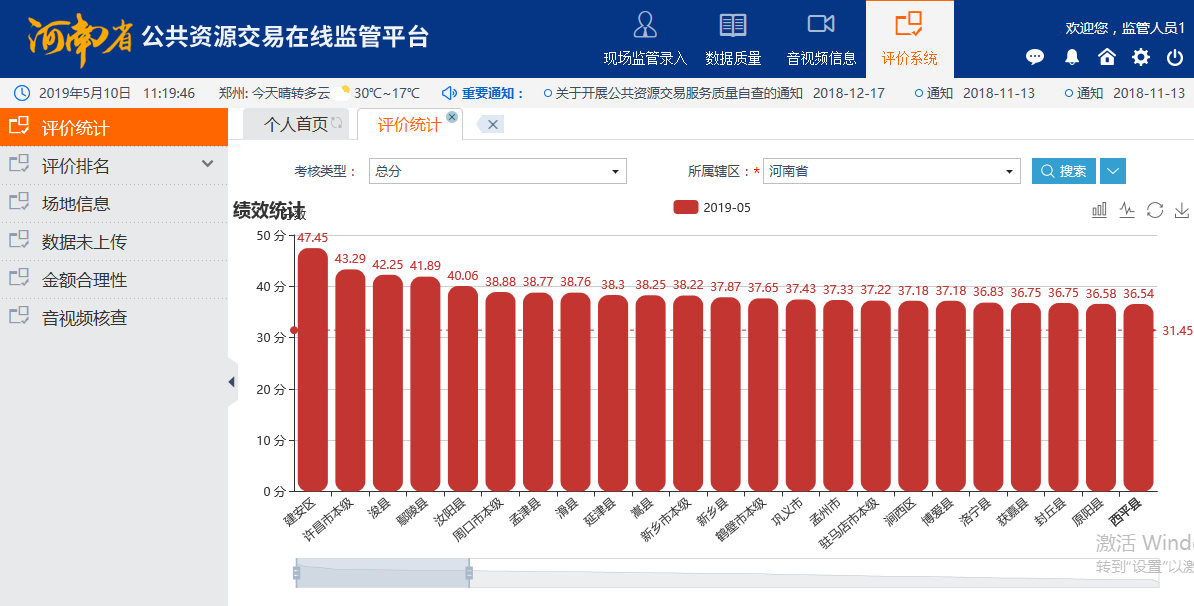 河南省 公共资源交易在线监管平台
欢迎您，监管人员1
现场监管录入 数据质量 音视频信息 评价系统
2019年5月10日 11:19:46 郑州: 今天晴转多云 30℃~17℃ 重要通知： 关于开展公共资源交易服务质量自查的通知 2018-12-17 通知 2018-11-13 通知 2018-11-13
评价统计
评价排名
场地信息
数据未上传
金额合理性
音视频核查
个人首页 评价统计
考核类型： 总分 所属辖区：* 河南省 搜索
绩效统计
2019-05
50 分
40 分
30 分
20 分
10 分
0 分
47.45 43.29 42.25 41.89 40.06 38.88 38.77 38.76 38.3 38.25 38.22 37.87 37.65 37.43 37.33 37.22 37.18 37.18 36.83 36.75 36.75 36.58 36.54
31.45
建安区 许昌市本级 浚县 鄢陵县 汝阳县 周口市本级 孟津县 滑县 延津县 嵩县 新乡市本级 新乡县 鹤壁市本级 巩义市 孟州市 驻马店市本级 涧西区 博爱县 洛宁县 获嘉县 封丘县 原阳县 西平县
激活 Wind
转到"设置"以激